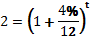 2 = (1 + 4%/12)^t